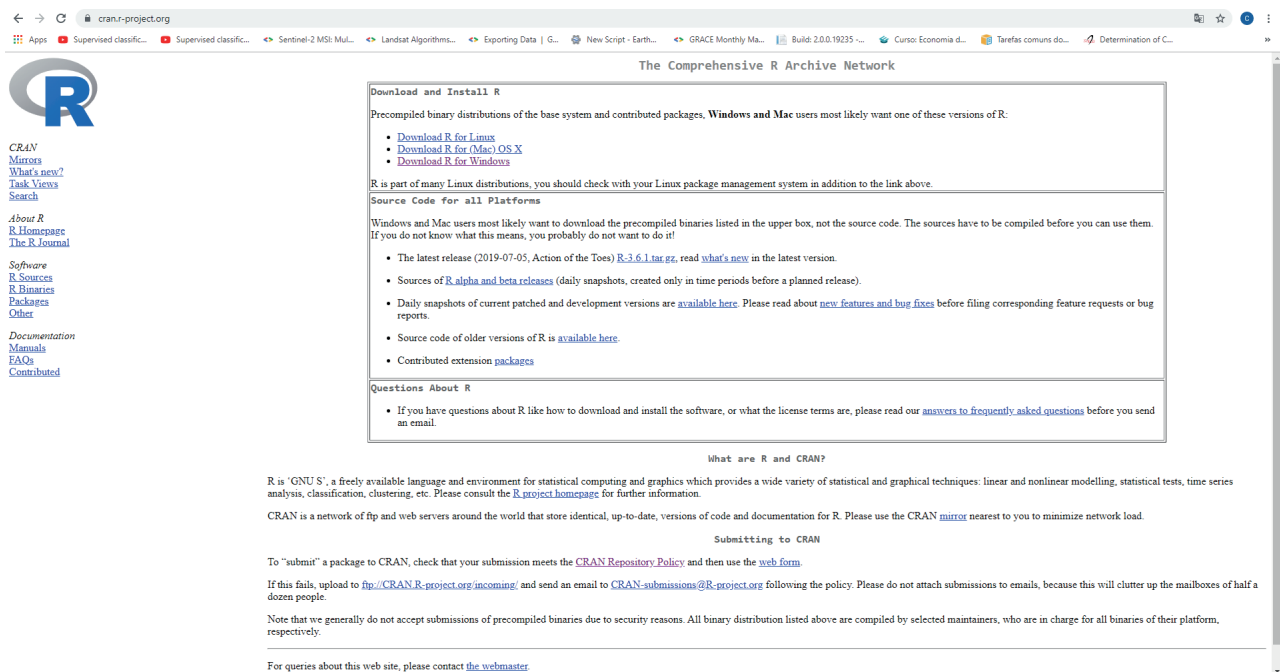 cran.r-project.org
Apps
Supervised classific...
Supervised classific...
Sentinel-2 MSI: Mul...
Landsat Algorithms...
Exporting Data | G...
New Script - Earth...
GRACE Monthly Ma...
Build: 2.0.0.19235 -...
Curso: Economia d...
Tarefas comuns do...
Determination of C...
»
C
R
CRAN
Mirrors
What's new?
Task Views
Search
About R
R Homepage
The R Journal
Software
R Sources
R Binaries
Packages
Other
Documentation
Manuals
FAQs
Contributed
The Comprehensive R Archive Network
Download and Install R
Precompiled binary distributions of the base system and contributed packages, Windows and Mac users most likely want one of these versions of R:
• Download R for Linux
• Download R for (Mac) OS X
• Download R for Windows
R is part of many Linux distributions, you should check with your Linux package management system in addition to the link above.
Source Code for all Platforms
Windows and Mac users most likely want to download the precompiled binaries listed in the upper box, not the source code. The sources have to be compiled before you can use them.
If you do not know what this means, you probably do not want to do it!
• The latest release (2019-07-05, Action of the Toes) R-3.6.1.tar.gz, read what's new in the latest version.
• Sources of R alpha and beta releases (daily snapshots, created only in time periods before a planned release).
• Daily snapshots of current patched and development versions are available here. Please read about new features and bug fixes before filing corresponding feature requests or bug
reports.
• Source code of older versions of R is available here.
• Contributed extension packages
Questions About R
• If you have questions about R like how to download and install the software, or what the license terms are, please read our answers to frequently asked questions before you send
an email.
What are R and CRAN?
R is `GNU S', a freely available language and environment for statistical computing and graphics which provides a wide variety of statistical and graphical techniques: linear and nonlinear modelling, statistical tests, time series
analysis, classification, clustering, etc. Please consult the R project homepage for further information.
CRAN is a network of ftp and web servers around the world that store identical, up-to-date, versions of code and documentation for R. Please use the CRAN mirror nearest to you to minimize network load.
Submitting to CRAN
To “submit” a package to CRAN, check that your submission meets the CRAN Repository Policy and then use the web form.
If this fails, upload to ftp://CRAN.R-project.org/incoming/ and send an email to CRAN-submissions@R-project.org following the policy. Please do not attach submissions to emails, because this will clutter up the mailboxes of half a
dozen people.
Note that we generally do not accept submissions of precompiled binaries due to security reasons. All binary distribution listed above are compiled by selected maintainers, who are in charge for all binaries of their platform,
respectively.
For queries about this web site, please contact the webmaster.